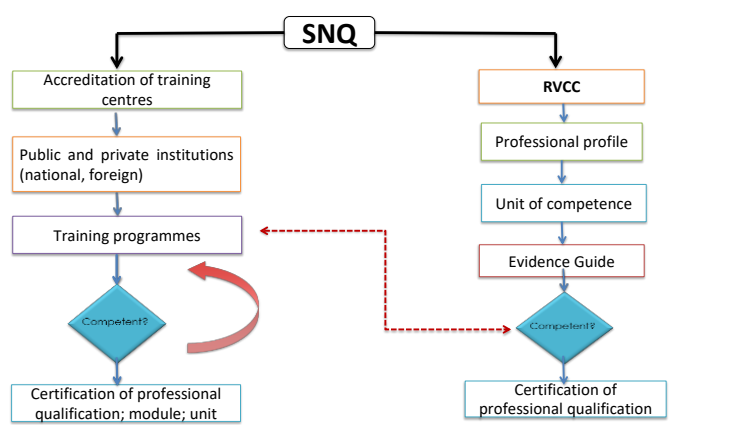 SNQ
Accreditation of training
centres
Public and private institutions
(national, foreign)
Training programmes
Competent?
Certification of professional
qualification; module; unit
RVCC
Professional profile
Unit of competence
Evidence Guide
Competent?
Certification of
professional qualification